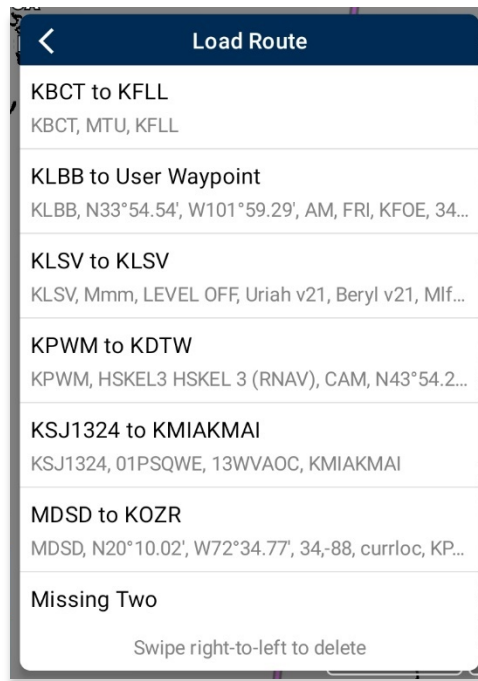 Load Route
KBCT to KFLL
KBCT, MTU, KFLL
KLBB to User Waypoint
KLBB, N33°54.54', W101°59.29', AM, FRI, KFOE, 34...
KLSV to KLSV
KLSV, Mmm, LEVEL OFF, Uriah v21, Beryl v21, Mlf...
KPWM to KDTW
KPWM, HSKEL3 HSKEL 3 (RNAV), CAM, N43°54.2...
KSJ1324 to KMIAKMAI
KSJ1324, 01PSQWE, 13WVAOC, KMIAKMAI
MDSD to KOZR
MDSD, N20°10.02', W72°34.77', 34,-88, currloc, KP...
Missing Two
Swipe right-to-left to delete